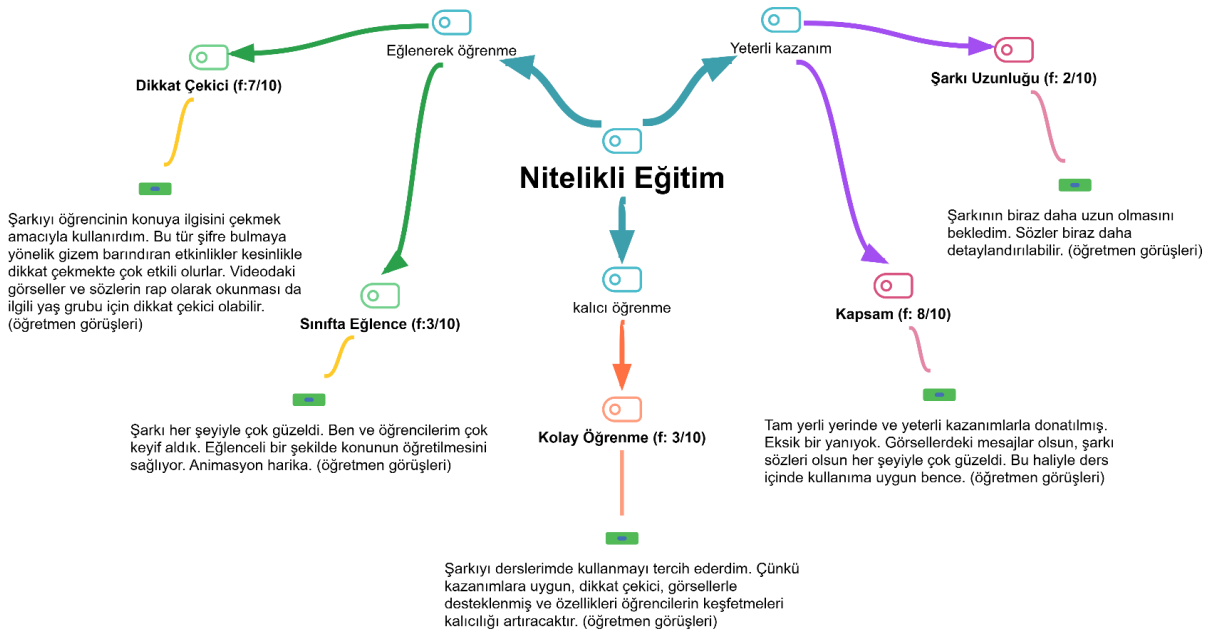 Eğlenerek öğrenme
Yeterli kazanım
Dikkat Çekici (f:7/10)
Şarkı Uzunluğu (f: 2/10)
Nitelikli Eğitim
Şarkıyı öğrencinin konuya ilgisini çekmek
amacıyla kullanırdım. Bu tür şifre bulmaya
yönelik gizem barındıran etkinlikler kesinlikle
dikkat çekmekte çok etkili olurlar. Videodaki
görseller ve sözlerin rap olarak okunması da
ilgili yaş grubu için dikkat çekici olabilir.
(öğretmen görüşleri)
Şarkının biraz daha uzun olmasını
bekledim. Sözler biraz daha
detaylandırılabilir. (öğretmen görüşleri)
Sınıfta Eğlence (f:3/10)
kalıcı öğrenme
Kapsam (f: 8/10)
Şarkı her şeyiyle çok güzeldi. Ben ve öğrencilerim çok
keyif aldık. Eğlenceli bir şekilde konunun öğretilmesini
sağlıyor. Animasyon harika. (öğretmen görüşleri)
Kolay Öğrenme (f: 3/10)
Tam yerli yerinde ve yeterli kazanımlarla donatılmış.
Eksik bir yanıyok. Görsellerdeki mesajlar olsun, şarkı
sözleri olsun her şeyiyle çok güzeldi. Bu haliyle ders
içinde kullanıma uygun bence. (öğretmen görüşleri)
Şarkıyı derslerimde kullanmayı tercih ederdim. Çünkü
kazanımlara uygun, dikkat çekici, görsellerle
desteklenmiş ve özellikleri öğrencilerin keşfetmeleri
kalıcılığı artıracaktır. (öğretmen görüşleri)